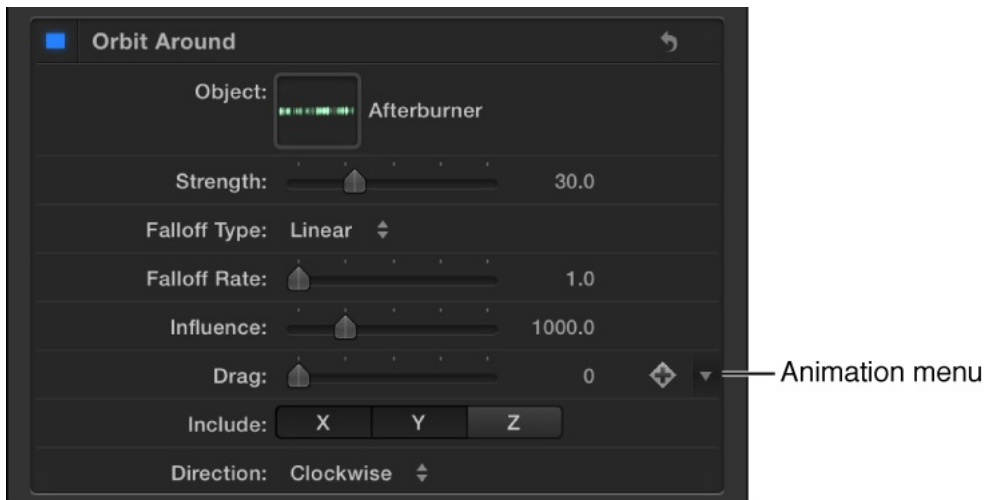 Orbit Around
Object: Afterburner
Strength: 30.0
Falloff Type: Linear
Falloff Rate: 1.0
Influence: 1000.0
Drag: 0 Animation menu
Include: X Y Z
Direction: Clockwise